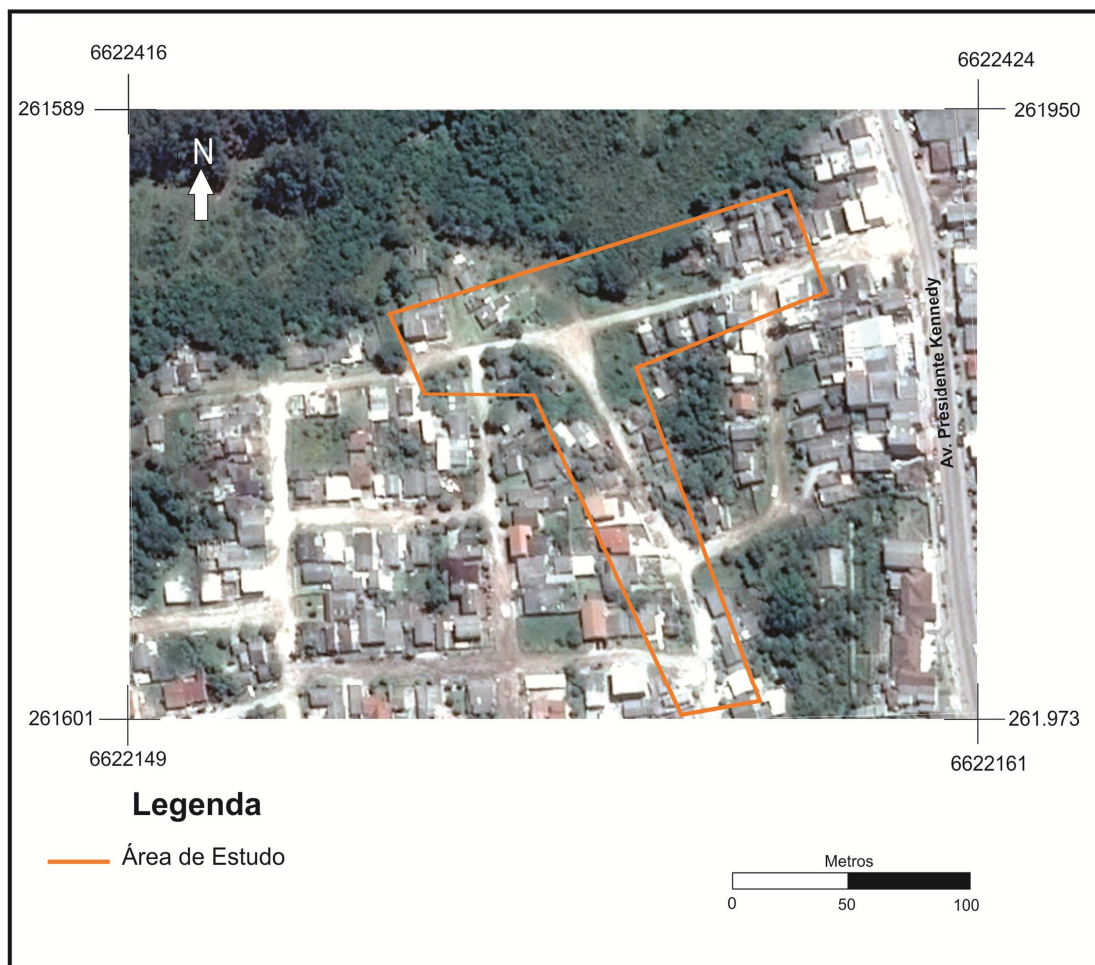 6622416
6622424
261589
261950
N
Av. Presidente Kennedy
261601
261.973
6622149
6622161
Legenda
Área de Estudo
Metros
0 50 100